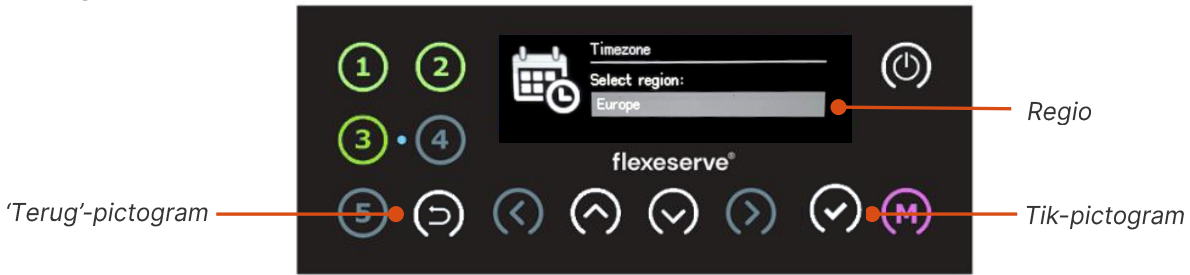 1
2
Timezone
Select region:
Europe
Regio
3
4
flexeserve®
'Terug'-pictogram
5
M
Tik-pictogram